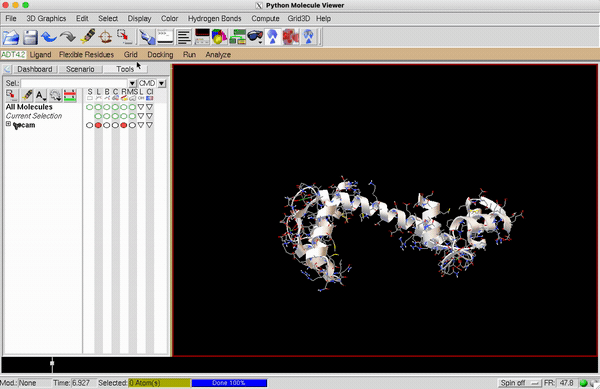 Python Molecule Viewer
File 3D Graphics Edit Select Display Color Hydrogen Bonds Compute Grid3D Help
ADT4.2 Ligand Flexible Residues Grid Docking Run Analyze
Dashboard Scenario Tools
Sel.: CMD
S L B C R MS L Cl
All Molecules
Current Selection
Mod.: None Time: 6.927 Selected: 0 Atom(s) Done 100% Spin off FR: 47.8